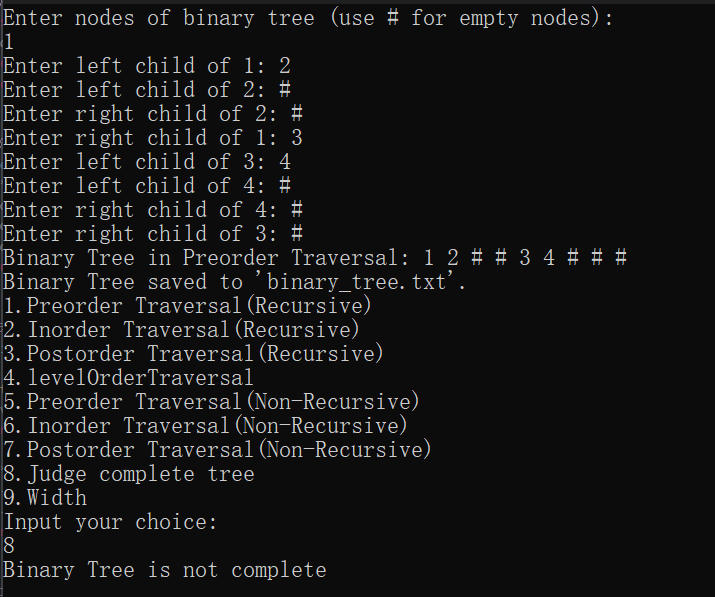 Enter nodes of binary tree (use # for empty nodes):
1
Enter left child of 1: 2
Enter left child of 2: #
Enter right child of 2: #
Enter right child of 1: 3
Enter left child of 3: 4
Enter left child of 4: #
Enter right child of 4: #
Enter right child of 3: #
Binary Tree in Preorder Traversal: 1 2 # # 3 4 # # #
Binary Tree saved to 'binary_tree.txt'.
1.Preorder Traversal(Recursive)
2.Inorder Traversal(Recursive)
3.Postorder Traversal(Recursive)
4.levelOrderTraversal
5.Preorder Traversal(Non-Recursive)
6.Inorder Traversal(Non-Recursive)
7.Postorder Traversal(Non-Recursive)
8.Judge complete tree
9.Width
Input your choice:
8
Binary Tree is not complete